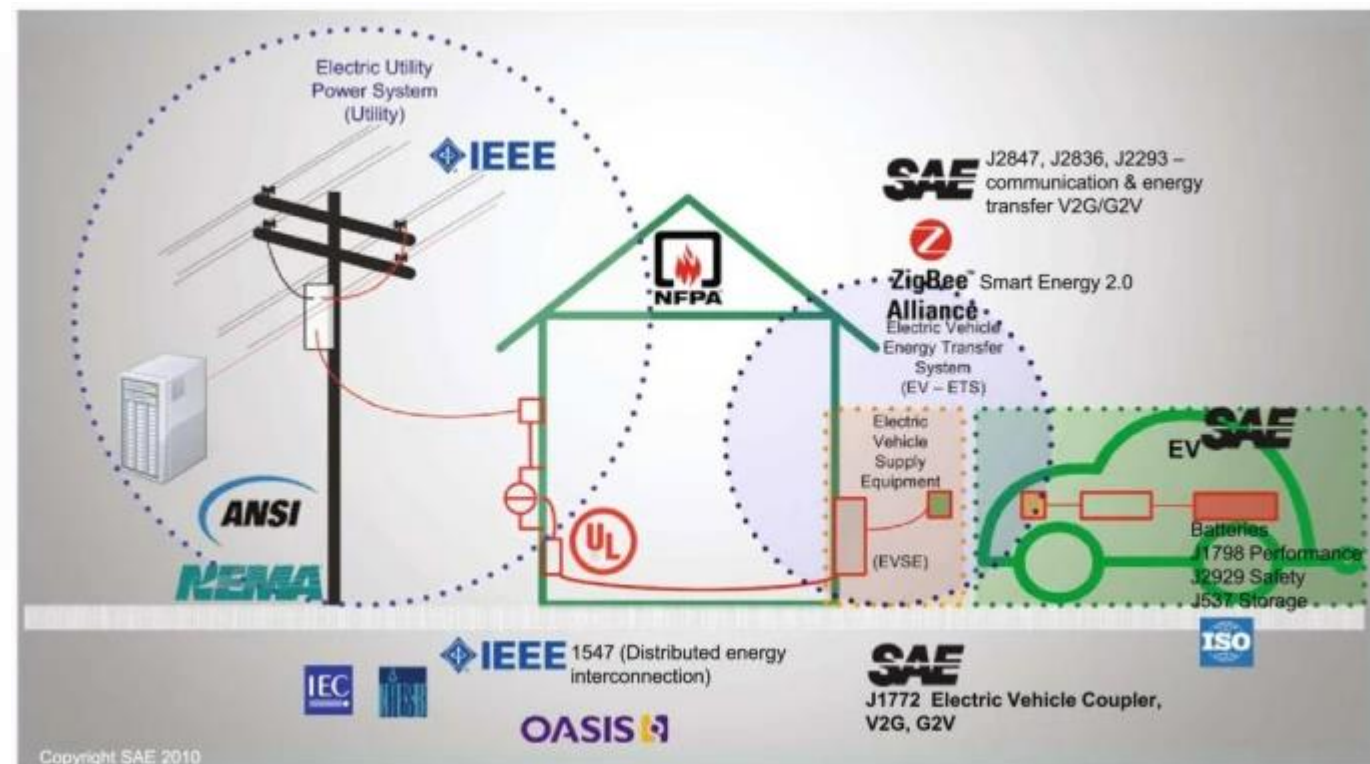 Electric Utility
Power System
(Utility)
IEEE
SAE
J2847, J2836, J2293 –
communication & energy
transfer V2G/G2V
NFPA
ZigBee™ Smart Energy 2.0
Alliance
Electric Vehicle
Energy Transfer
System
(EV – ETS)
Electric
Vehicle
Supply
Equipment
(EVSE)
EV
SAE
ANSI
NEMA
UL
Batteries
J1798 Performance
J2929 Safety
J537 Storage
ISO
IEEE 1547 (Distributed energy
interconnection)
IEC
OASIS
SAE
J1772 Electric Vehicle Coupler,
V2G, G2V
Copyright SAE 2010